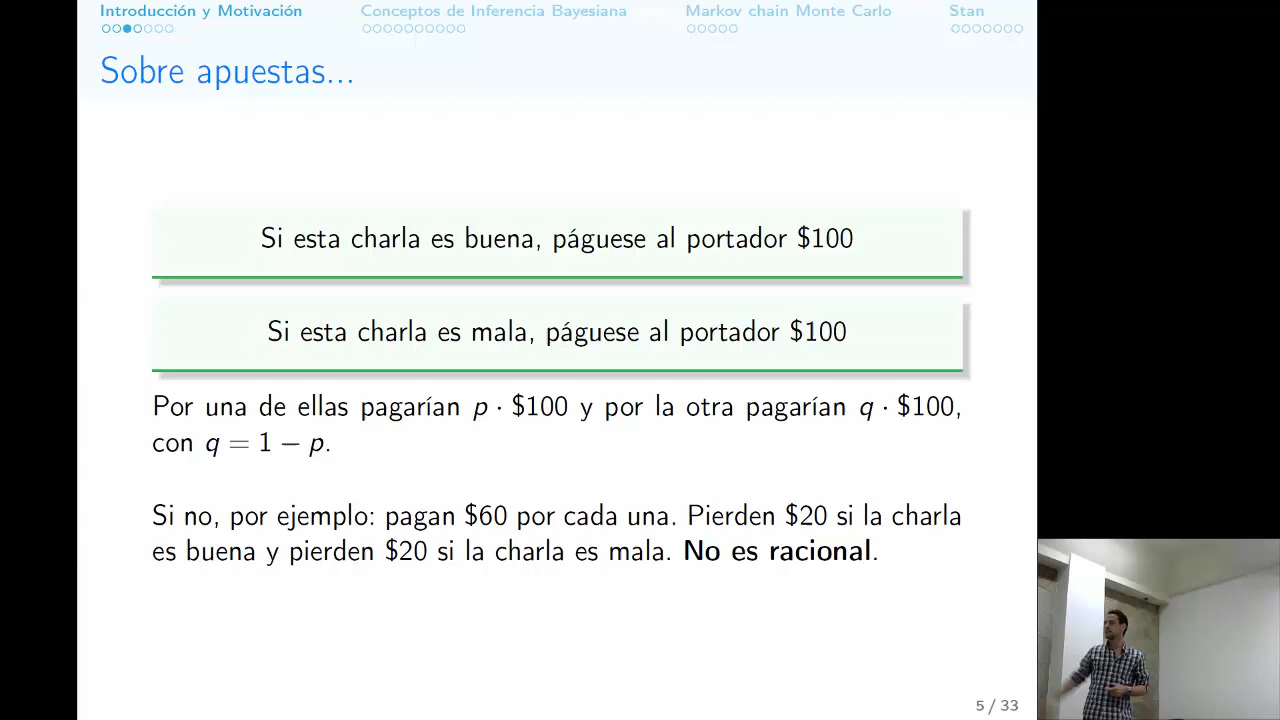 Introducción y Motivación Conceptos de Inferencia Bayesiana Markov chain Monte Carlo Stan
Sobre apuestas...
Si esta charla es buena, páguese al portador $100
Si esta charla es mala, páguese al portador $100
Por una de ellas pagarían p · $100 y por la otra pagarían q · $100,
con q = 1 − p.
Si no, por ejemplo: pagan $60 por cada una. Pierden $20 si la charla
es buena y pierden $20 si la charla es mala. No es racional.
5 / 33